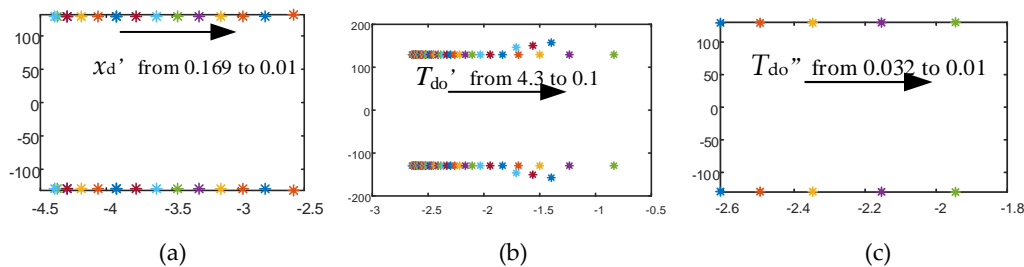 100
50
0
-50
-100
-4.5 -4 -3.5 -3 -2.5
xd’ from 0.169 to 0.01
(a)
200
100
0
-100
-200
-3 -2.5 -2 -1.5 -1 -0.5
Tdo’ from 4.3 to 0.1
(b)
100
50
0
-50
-100
-2.6 -2.4 -2.2 -2 -1.8
Tdo” from 0.032 to 0.01
(c)